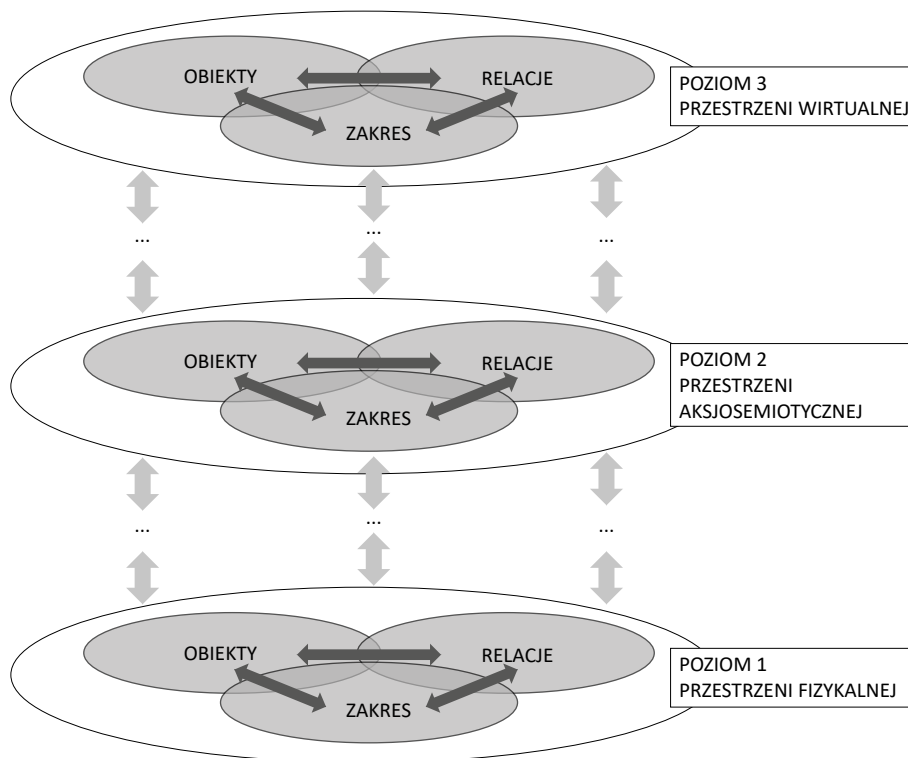 OBIEKTY
RELACJE
ZAKRES
POZIOM 3
PRZESTRZENI WIRTUALNEJ
...
...
...
OBIEKTY
RELACJE
ZAKRES
POZIOM 2
PRZESTRZENI
AKSJOSEMIOTYCZNEJ
...
...
...
OBIEKTY
RELACJE
ZAKRES
POZIOM 1
PRZESTRZENI FIZYKALNEJ